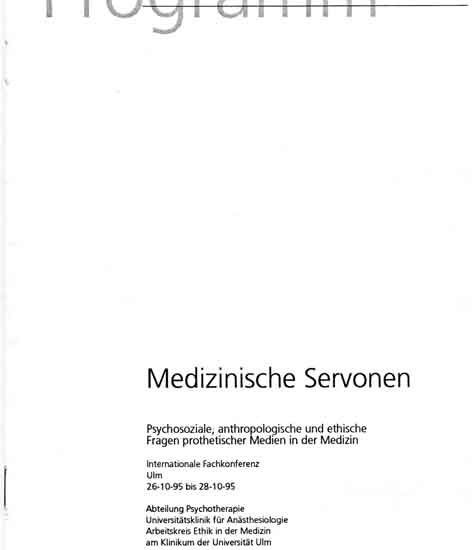 Programm
Medizinische Servonen
Psychosoziale, anthropologische und ethische
Fragen prothetischer Medien in der Medizin
Internationale Fachkonferenz
Ulm
26-10-95 bis 28-10-95
Abteilung Psychotherapie
Universitätsklinik für Anästhesiologie
Arbeitskreis Ethik in der Medizin
am Klinikum der Universität Ulm